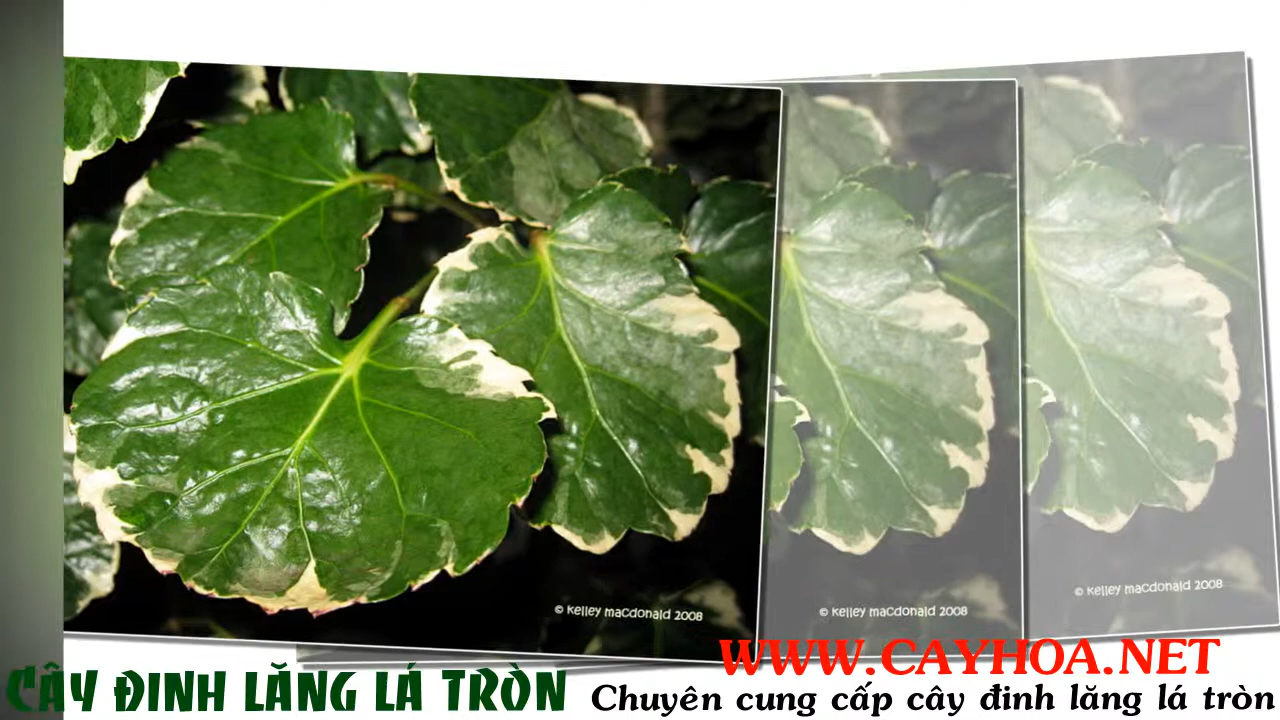 © Kelley MacDonald 2008
© Kelley MacDonald 2008
© Kelley MacDonald 2008
WWW.CAYHOA.NET
CÂY ĐINH LĂNG LÁ TRÒN
Chuyên cung cấp cây đinh lăng lá tròn